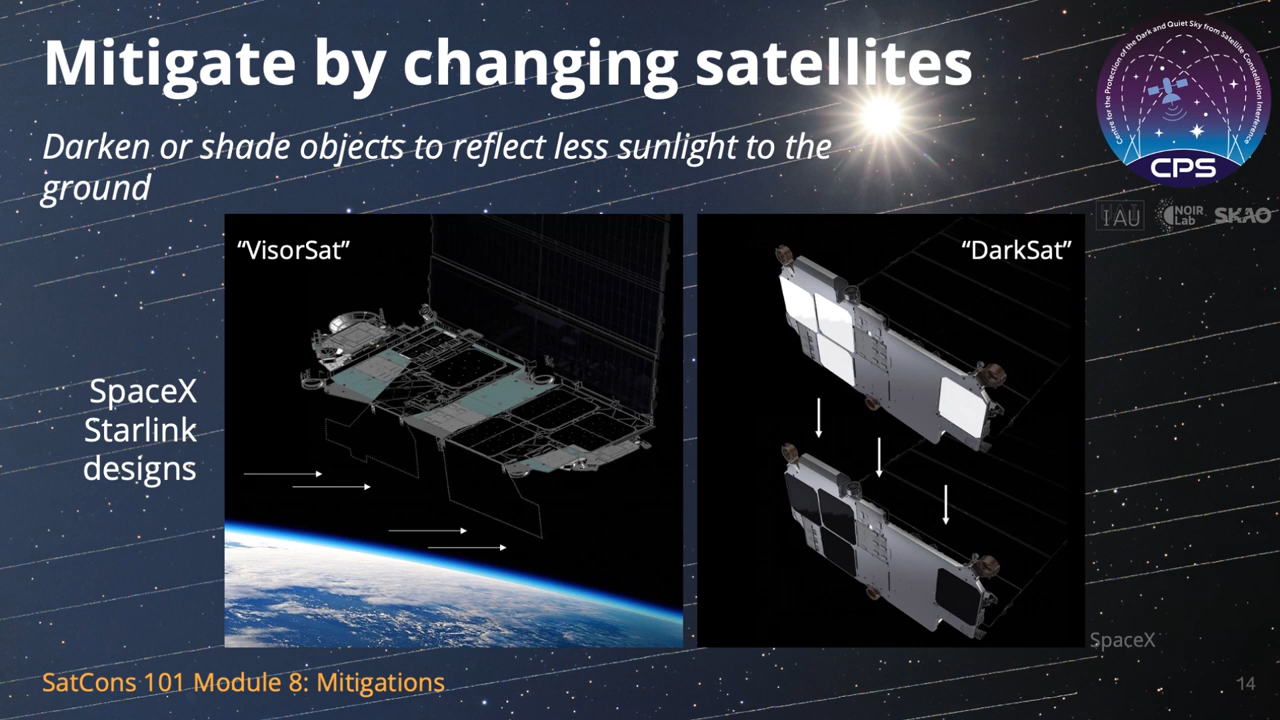 Mitigate by changing satellites
Darken or shade objects to reflect less sunlight to the
ground
Centre for the Protection of the Dark and Quiet Sky from Satellite Constellation Interference
CPS
IAU
NOIR
Lab
SKAO
"VisorSat"
"DarkSat"
SpaceX
Starlink
designs
SpaceX
SatCons 101 Module 8: Mitigations
14